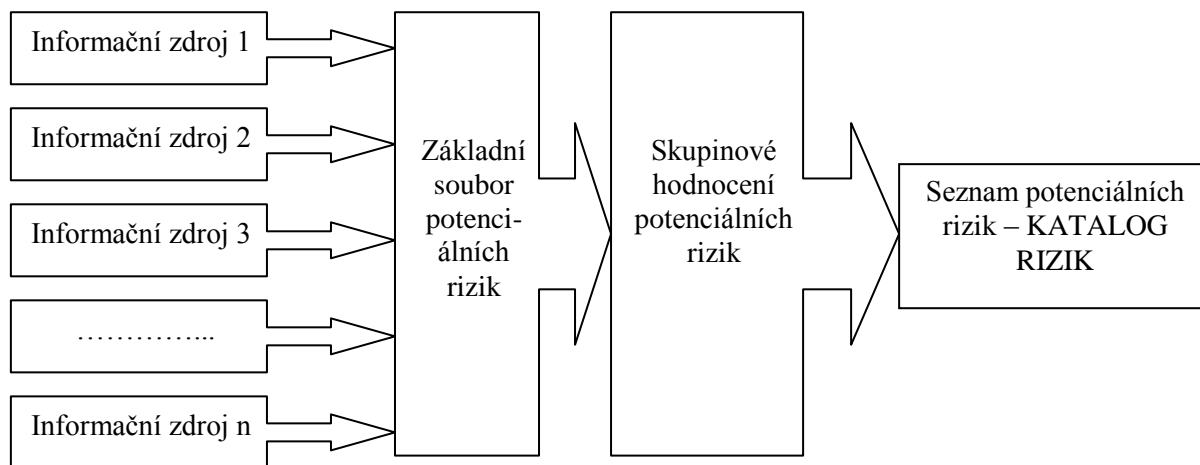 Informační zdroj 1
Informační zdroj 2
Informační zdroj 3
…………..
Informační zdroj n
Základní
soubor
potenci-
álních
rizik
Skupinové
hodnocení
potenciálních
rizik
Seznam potenciálních
rizik – KATALOG
RIZIK